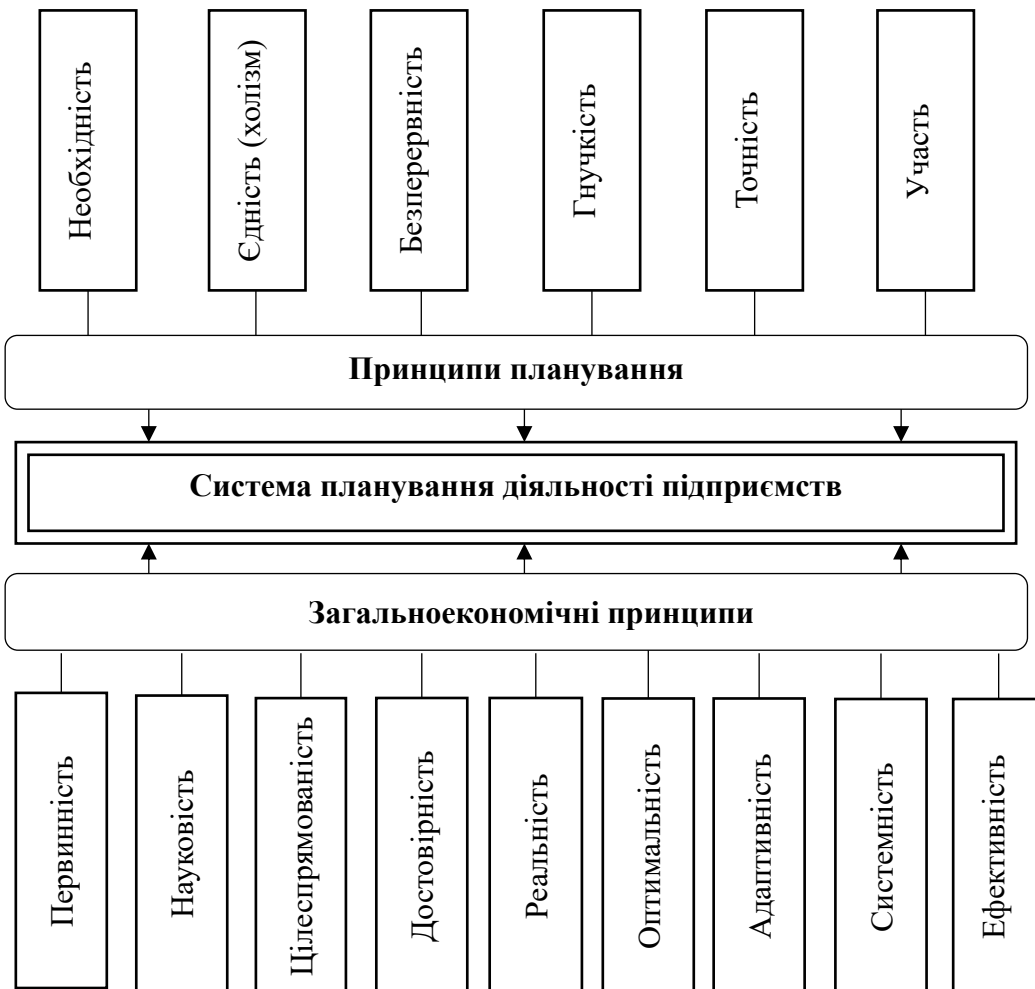 Необхідність
Єдність (холізм)
Безперервність
Гнучкість
Точність
Участь
Принципи планування
Система планування діяльності підприємств
Загальноекономічні принципи
Первинність
Науковість
Цілеспрямованість
Достовірність
Реальність
Оптимальність
Адаптивність
Системність
Ефективність